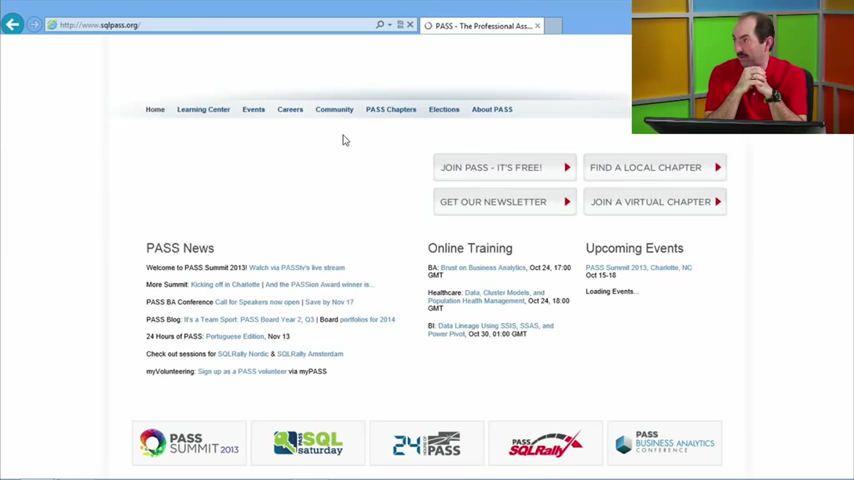 http://www.sqlpass.org/
PASS - The Professional Ass...
Home Learning Center Events Careers Community PASS Chapters Elections About PASS
JOIN PASS - IT'S FREE! FIND A LOCAL CHAPTER
GET OUR NEWSLETTER JOIN A VIRTUAL CHAPTER
PASS News
Welcome to PASS Summit 2013! Watch via PASStv's live stream
More Summit: Kicking off in Charlotte | And the PASSion Award winner is...
PASS BA Conference Call for Speakers now open | Save by Nov 17
PASS Blog: It's a Team Sport: PASS Board Year 2, Q3 | Board portfolios for 2014
24 Hours of PASS: Portuguese Edition, Nov 13
Check out sessions for SQLRally Nordic & SQLRally Amsterdam
myVolunteering: Sign up as a PASS volunteer via myPASS
Online Training
BA: Brust on Business Analytics, Oct 24, 17:00
GMT
Healthcare: Data, Cluster Models, and
Population Health Management, Oct 24, 18:00
GMT
BI: Data Lineage Using SSIS, SSAS, and
Power Pivot, Oct 30, 01:00 GMT
Upcoming Events
PASS Summit 2013, Charlotte, NC
Oct 15-18
Loading Events...
PASS
SUMMIT 2013
PASS SQL
saturday
24 HOURS OF PASS
PASS
SQLRally
PASS
BUSINESS ANALYTICS
CONFERENCE